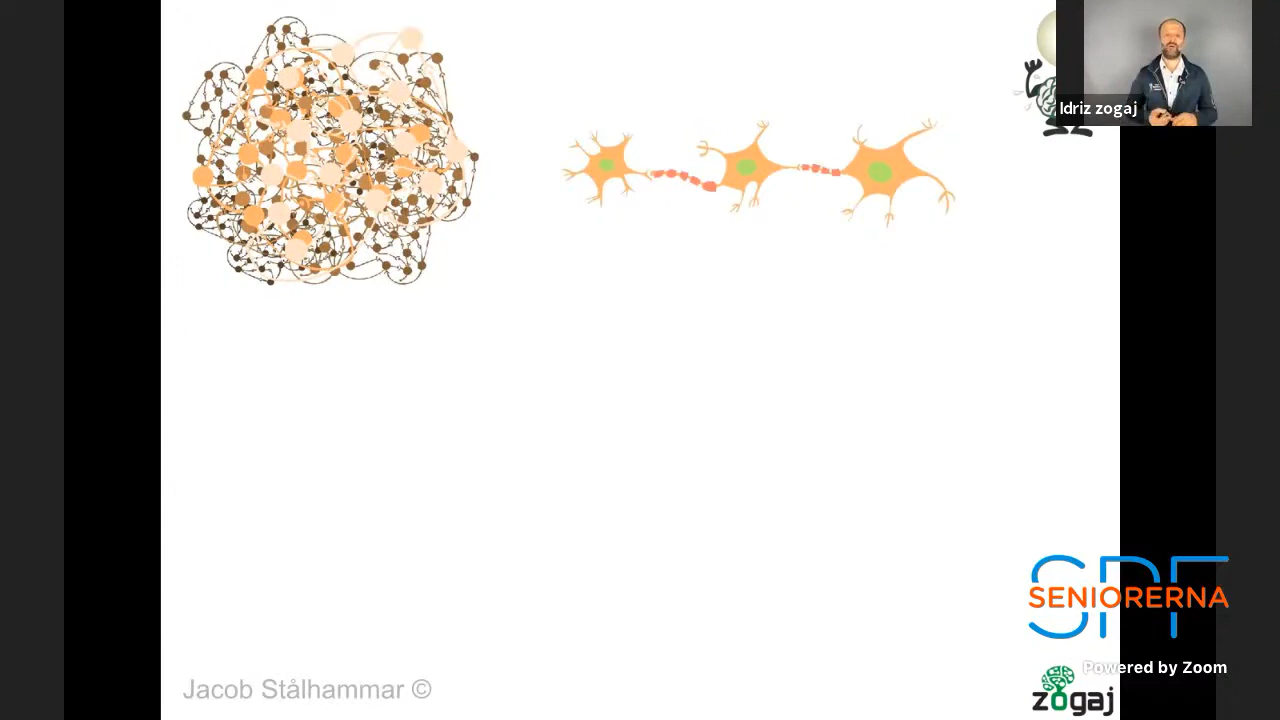 Idriz zogaj
SPF
SENIORERNA
Powered by Zoom
Jacob Stålhammar ©
zogaj